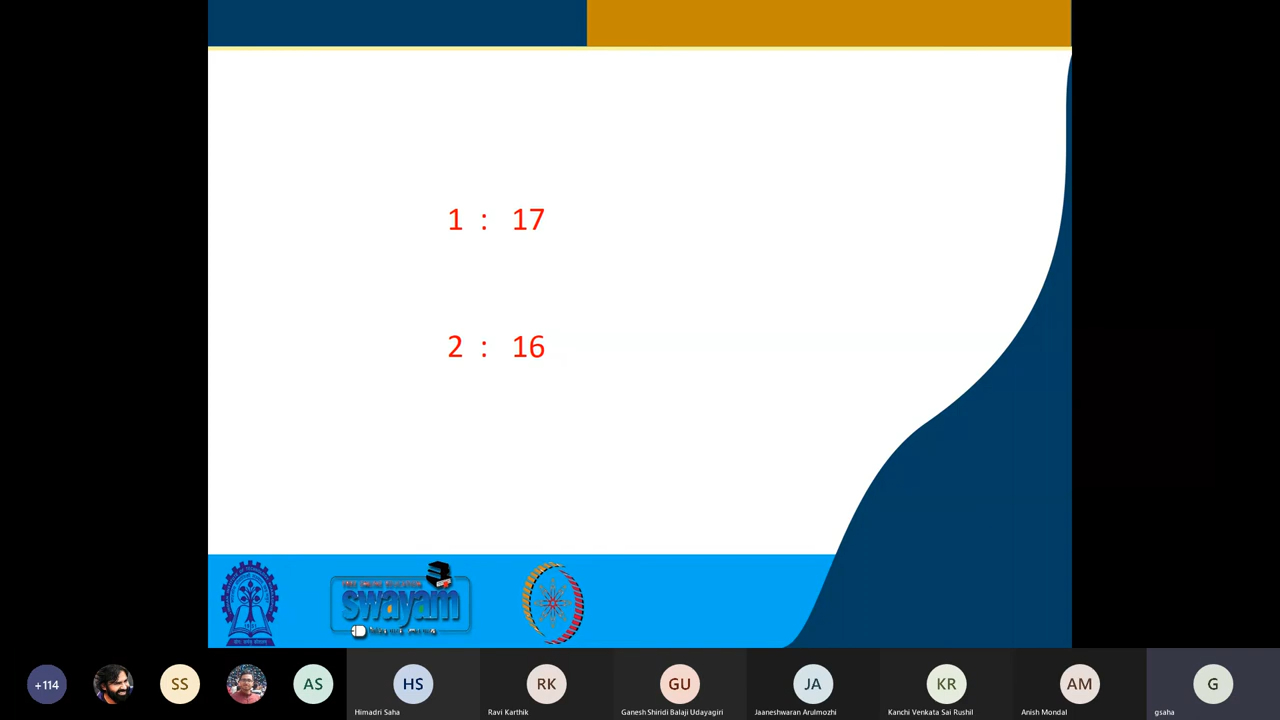 1 : 17
2 : 16
swayam
+114
SS
AS
HS
RK
GU
JA
KR
AM
G
Himadri Saha
Ravi Karthik
Ganesh Shiridi Balaji Udayagiri
Jaaneshwaran Arulmozhi
Kanchi Venkata Sai Rushil
Anish Mondal
gsaha